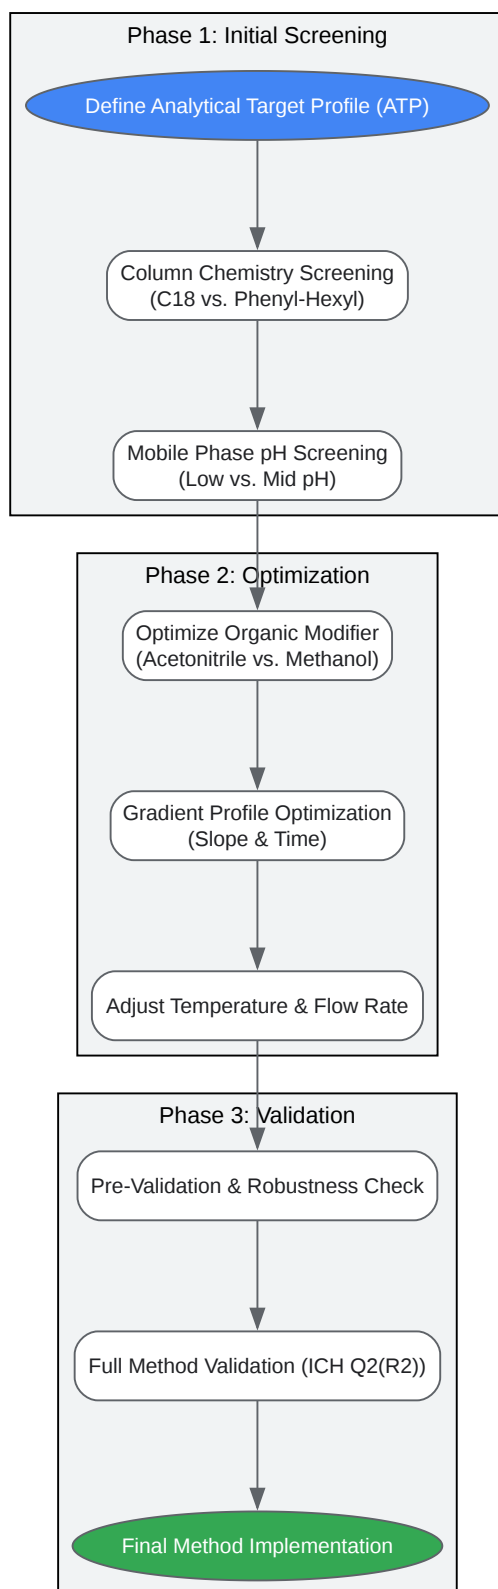 Phase 1: Initial Screening
Define Analytical Target Profile (ATP)
Column Chemistry Screening
(C18 vs. Phenyl-Hexyl)
Mobile Phase pH Screening
(Low vs. Mid pH)
Phase 2: Optimization
Optimize Organic Modifier
(Acetonitrile vs. Methanol)
Gradient Profile Optimization
(Slope & Time)
Adjust Temperature & Flow Rate
Phase 3: Validation
Pre-Validation & Robustness Check
Full Method Validation (ICH Q2(R2))
Final Method Implementation